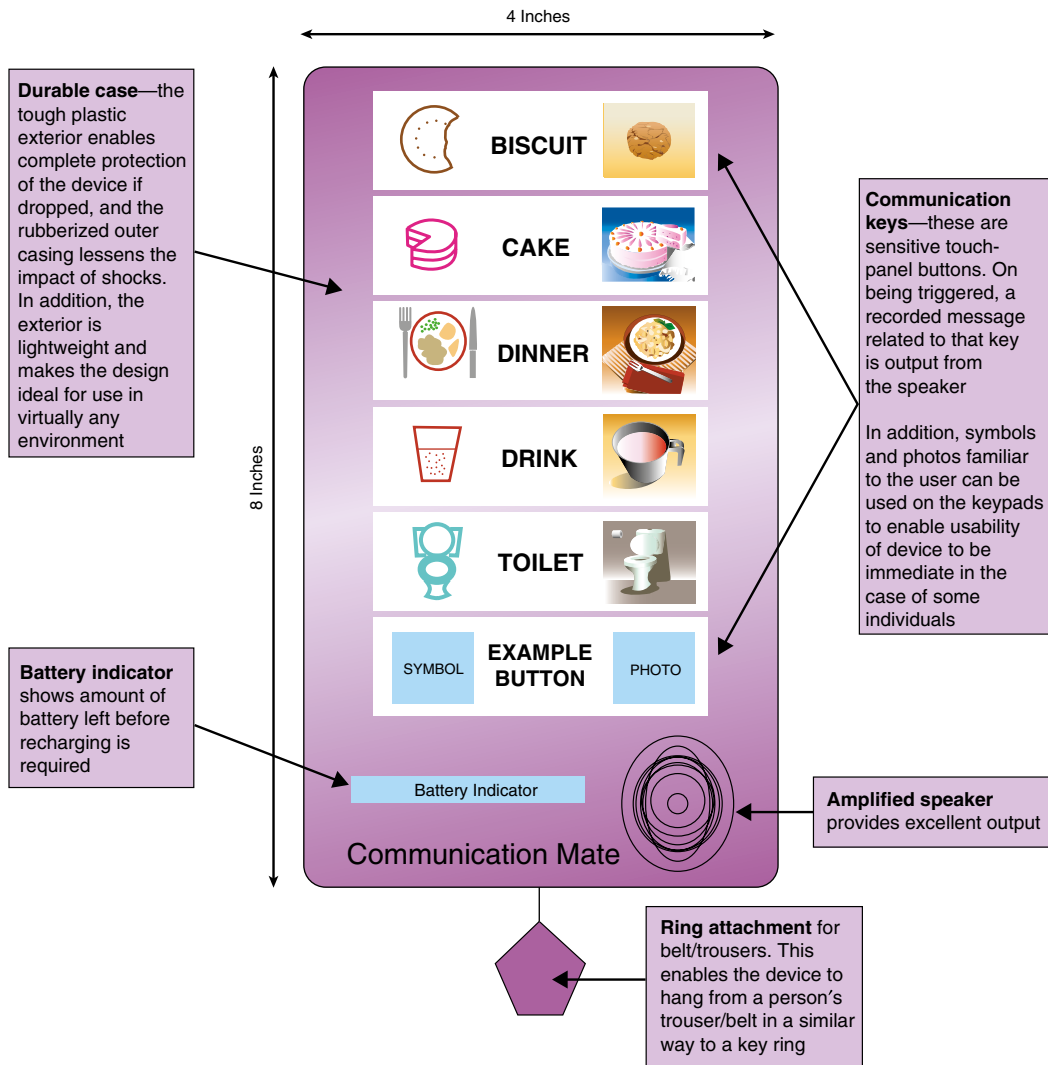 4 Inches
8 Inches
Durable case—the
tough plastic
exterior enables
complete protection
of the device if
dropped, and the
rubberized outer
casing lessens the
impact of shocks.
In addition, the
exterior is
lightweight and
makes the design
ideal for use in
virtually any
environment
BISCUIT
CAKE
DINNER
DRINK
TOILET
SYMBOL
EXAMPLE
BUTTON
PHOTO
Communication
keys—these are
sensitive touch-
panel buttons. On
being triggered, a
recorded message
related to that key
is output from
the speaker
In addition, symbols
and photos familiar
to the user can be
used on the keypads
to enable usability
of device to be
immediate in the
case of some
individuals
Battery indicator
shows amount of
battery left before
recharging is
required
Battery Indicator
Communication Mate
Amplified speaker
provides excellent output
Ring attachment for
belt/trousers. This
enables the device to
hang from a person′s
trouser/belt in a similar
way to a key ring